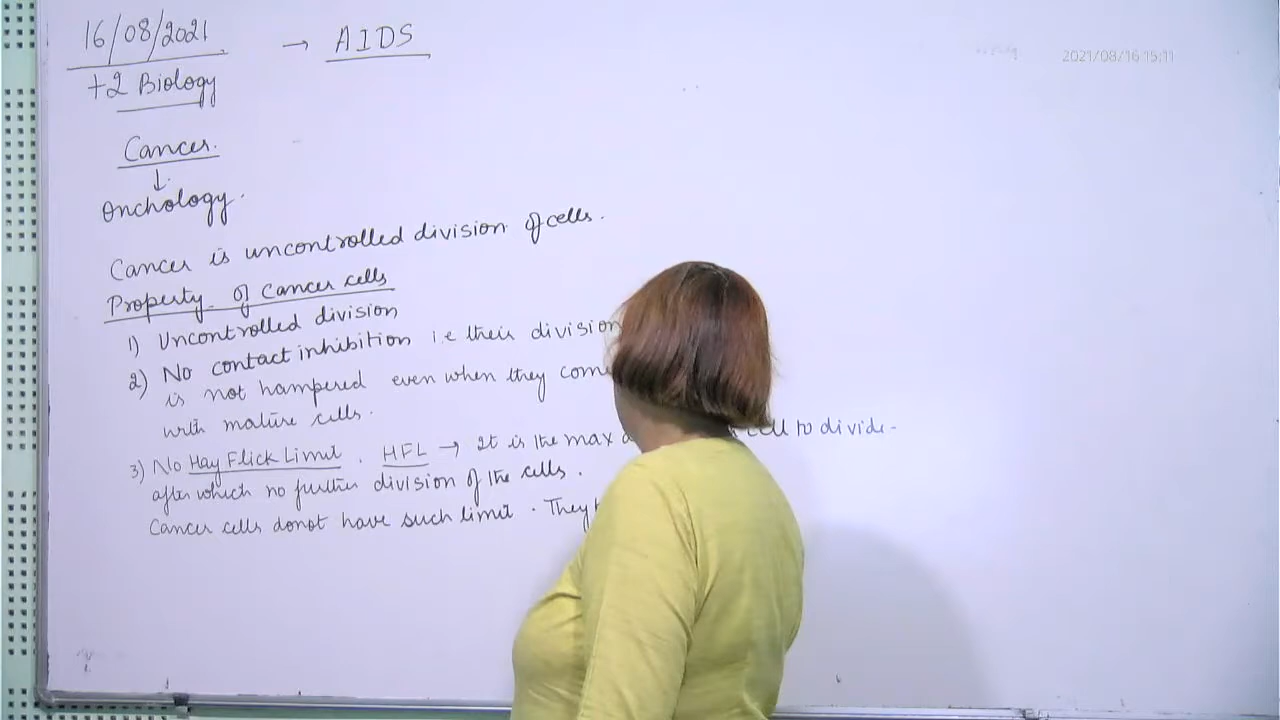 16/08/2021 → AIDS
2021/08/16 15:11
+2 Biology
Cancer.
↓
Onchology.
Cancer is uncontrolled division of cells.
Property of cancer cells
1) Uncontrolled division
2) No contact inhibition i.e their division
is not hampered even when they come
with mature cells.
3) No Hay Flick Limit. HFL → It is the max cell to divide
after which no further division of the cells.
Cancer cells donot have such limit. They